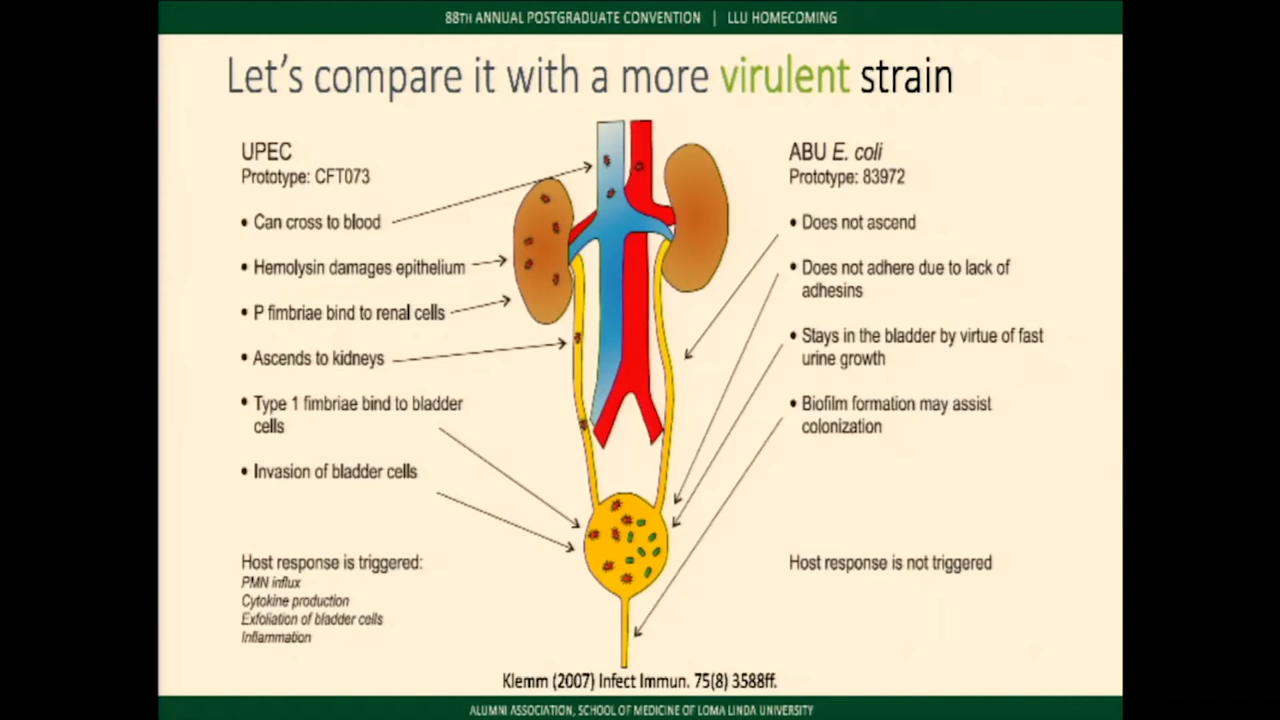 88TH ANNUAL POSTGRADUATE CONVENTION | LLU HOMECOMING
Let's compare it with a more virulent strain
UPEC
Prototype: CFT073
• Can cross to blood
• Hemolysin damages epithelium
• P fimbriae bind to renal cells
• Ascends to kidneys
• Type 1 fimbriae bind to bladder
cells
• Invasion of bladder cells
Host response is triggered:
PMN influx
Cytokine production
Exfoliation of bladder cells
Inflammation
ABU E. coli
Prototype: 83972
• Does not ascend
• Does not adhere due to lack of
adhesins
• Stays in the bladder by virtue of fast
urine growth
• Biofilm formation may assist
colonization
Host response is not triggered
Klemm (2007) Infect Immun. 75(8) 3588ff.
ALUMNI ASSOCIATION, SCHOOL OF MEDICINE OF LOMA LINDA UNIVERSITY